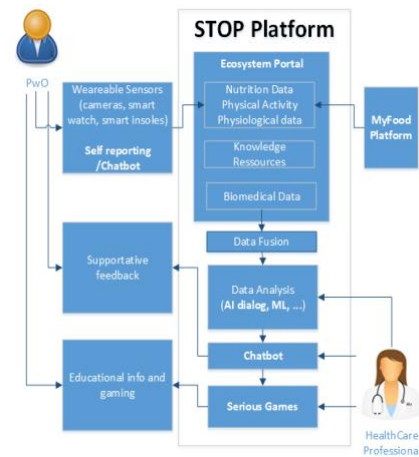 STOP Platform
PwO
Weareable Sensors
(cameras, smart
watch, smart insoles)
Self reporting
/Chatbot
Ecosystem Portal
Nutrition Data
Physical Activity
Physiological data
Knowledge
Ressources
Biomedical Data
MyFood
Platform
Data Fusion
Supportative
feedback
Data Analysis
(AI dialog, ML, ...)
Chatbot
Educational info and
gaming
Serious Games
HealthCare
Professional